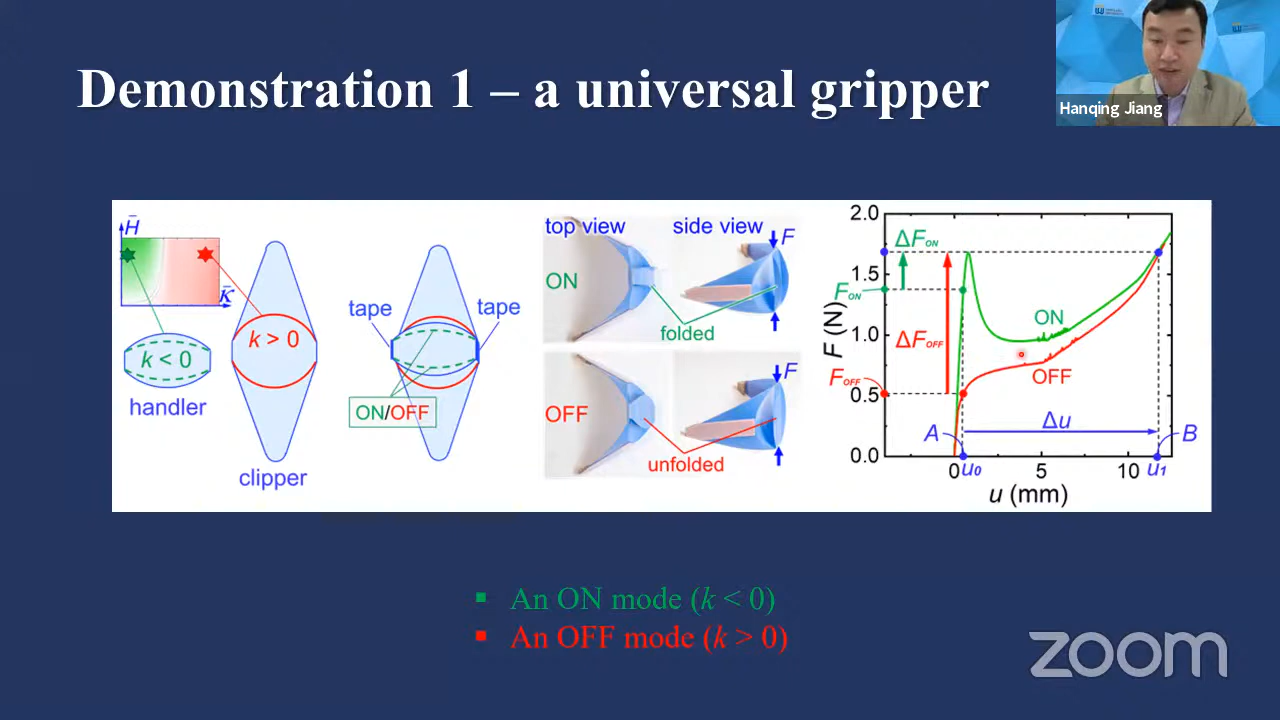 Demonstration 1 – a universal gripper
Hanqing Jiang
H̄
κ̄
k < 0
handler
k > 0
clipper
tape
tape
ON/OFF
top view
side view
F
ON
folded
F
OFF
unfolded
2.0
1.5
1.0
0.5
0.0
F (N)
ΔF_ON
F_ON
ΔF_OFF
F_OFF
ON
OFF
Δu
A
B
0
u₀
5
10
u₁
u (mm)
▪ An ON mode (k < 0)
▪ An OFF mode (k > 0)
zoom